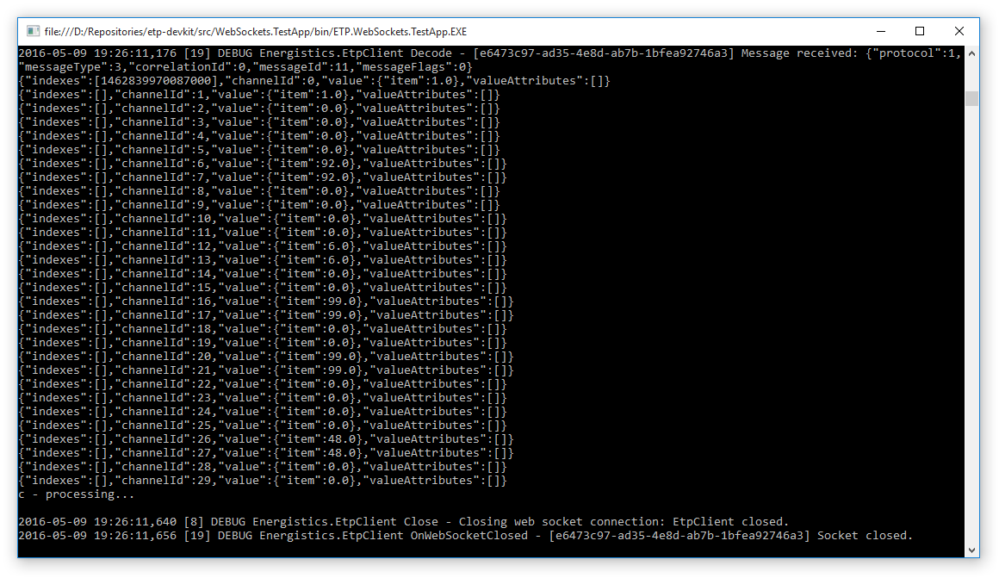 file:///D:/Repositories/etp-devkit/src/WebSockets.TestApp/bin/ETP.WebSockets.TestApp.EXE
2016-05-09 19:26:11,176 [19] DEBUG Energistics.EtpClient Decode - [e6473c97-ad35-4e8d-ab7b-1bfea92746a3] Message received: {"protocol":1,
"messageType":3,"correlationId":0,"messageId":11,"messageFlags":0}
{"indexes":[1462839970087000],"channelId":0,"value":{"item":1.0},"valueAttributes":[]}
{"indexes":[],"channelId":1,"value":{"item":1.0},"valueAttributes":[]}
{"indexes":[],"channelId":2,"value":{"item":0.0},"valueAttributes":[]}
{"indexes":[],"channelId":3,"value":{"item":0.0},"valueAttributes":[]}
{"indexes":[],"channelId":4,"value":{"item":0.0},"valueAttributes":[]}
{"indexes":[],"channelId":5,"value":{"item":0.0},"valueAttributes":[]}
{"indexes":[],"channelId":6,"value":{"item":92.0},"valueAttributes":[]}
{"indexes":[],"channelId":7,"value":{"item":92.0},"valueAttributes":[]}
{"indexes":[],"channelId":8,"value":{"item":0.0},"valueAttributes":[]}
{"indexes":[],"channelId":9,"value":{"item":0.0},"valueAttributes":[]}
{"indexes":[],"channelId":10,"value":{"item":0.0},"valueAttributes":[]}
{"indexes":[],"channelId":11,"value":{"item":0.0},"valueAttributes":[]}
{"indexes":[],"channelId":12,"value":{"item":6.0},"valueAttributes":[]}
{"indexes":[],"channelId":13,"value":{"item":6.0},"valueAttributes":[]}
{"indexes":[],"channelId":14,"value":{"item":0.0},"valueAttributes":[]}
{"indexes":[],"channelId":15,"value":{"item":0.0},"valueAttributes":[]}
{"indexes":[],"channelId":16,"value":{"item":99.0},"valueAttributes":[]}
{"indexes":[],"channelId":17,"value":{"item":99.0},"valueAttributes":[]}
{"indexes":[],"channelId":18,"value":{"item":0.0},"valueAttributes":[]}
{"indexes":[],"channelId":19,"value":{"item":0.0},"valueAttributes":[]}
{"indexes":[],"channelId":20,"value":{"item":99.0},"valueAttributes":[]}
{"indexes":[],"channelId":21,"value":{"item":99.0},"valueAttributes":[]}
{"indexes":[],"channelId":22,"value":{"item":0.0},"valueAttributes":[]}
{"indexes":[],"channelId":23,"value":{"item":0.0},"valueAttributes":[]}
{"indexes":[],"channelId":24,"value":{"item":0.0},"valueAttributes":[]}
{"indexes":[],"channelId":25,"value":{"item":0.0},"valueAttributes":[]}
{"indexes":[],"channelId":26,"value":{"item":48.0},"valueAttributes":[]}
{"indexes":[],"channelId":27,"value":{"item":48.0},"valueAttributes":[]}
{"indexes":[],"channelId":28,"value":{"item":0.0},"valueAttributes":[]}
{"indexes":[],"channelId":29,"value":{"item":0.0},"valueAttributes":[]}
c - processing...
2016-05-09 19:26:11,640 [8] DEBUG Energistics.EtpClient Close - Closing web socket connection: EtpClient closed.
2016-05-09 19:26:11,656 [19] DEBUG Energistics.EtpClient OnWebSocketClosed - [e6473c97-ad35-4e8d-ab7b-1bfea92746a3] Socket closed.